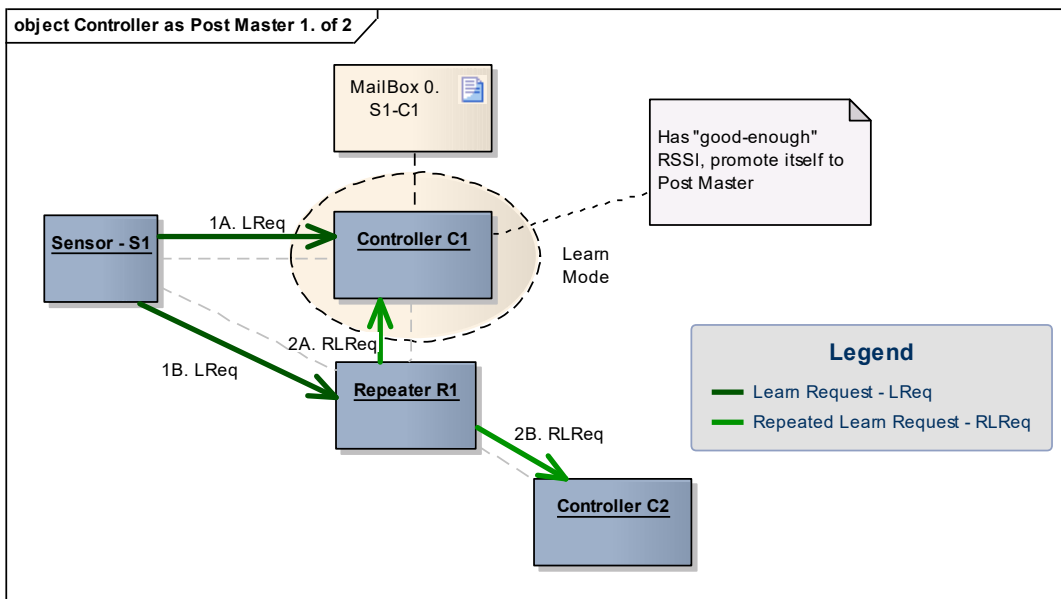 object Controller as Post Master 1. of 2
MailBox 0.
S1-C1
Has "good-enough"
RSSI, promote itself to
Post Master
1A. LReq
Sensor - S1
Controller C1
Learn
Mode
2A. RLReq
1B. LReq
Repeater R1
2B. RLReq
Controller C2
Legend
Learn Request - LReq
Repeated Learn Request - RLReq